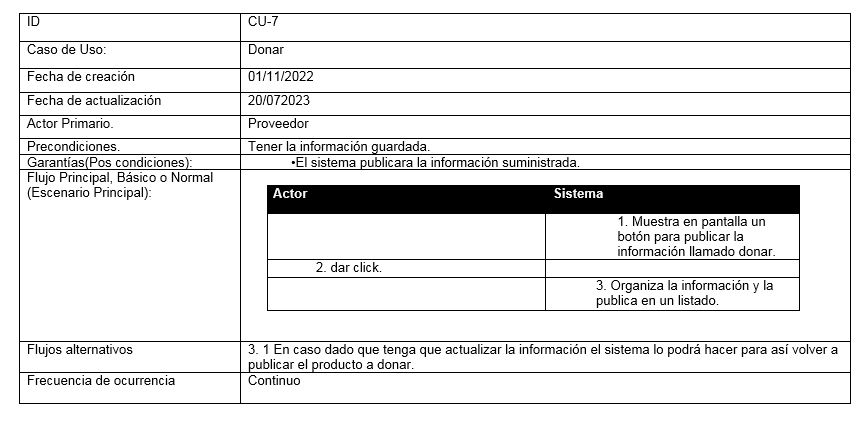 ID CU-7
Caso de Uso: Donar
Fecha de creación 01/11/2022
Fecha de actualización 20/072023
Actor Primario. Proveedor
Precondiciones. Tener la información guardada.
Garantías(Pos condiciones): •El sistema publicara la información suministrada.
Flujo Principal, Básico o Normal
(Escenario Principal):
Actor Sistema
1. Muestra en pantalla un
botón para publicar la
información llamado donar.
2. dar click.
3. Organiza la información y la
publica en un listado.
Flujos alternativos 3. 1 En caso dado que tenga que actualizar la información el sistema lo podrá hacer para así volver a
publicar el producto a donar.
Frecuencia de ocurrencia Continuo